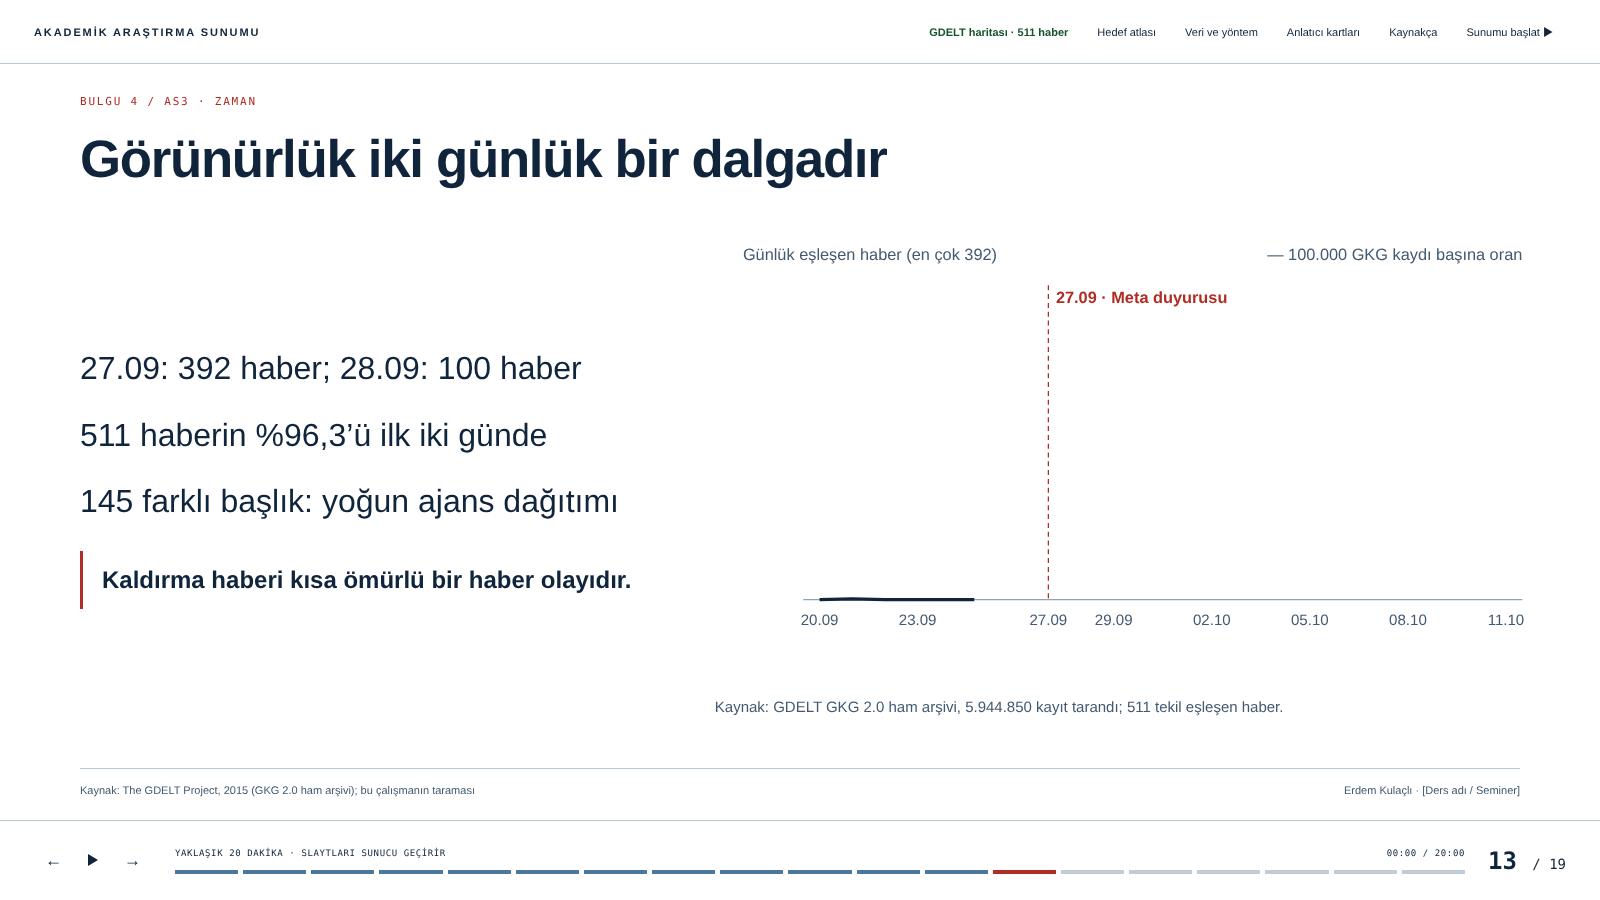 AKADEMİK ARAŞTIRMA SUNUMU
GDELT haritası · 511 haber
Hedef atlası
Veri ve yöntem
Anlatıcı kartları
Kaynakça
Sunumu başlat ▶
BULGU 4 / AS3 · ZAMAN
Görünürlük iki günlük bir dalgadır
Günlük eşleşen haber (en çok 392)
— 100.000 GKG kaydı başına oran
27.09 · Meta duyurusu
27.09: 392 haber; 28.09: 100 haber
511 haberin %96,3’ü ilk iki günde
145 farklı başlık: yoğun ajans dağıtımı
Kaldırma haberi kısa ömürlü bir haber olayıdır.
20.09 23.09 27.09 29.09 02.10 05.10 08.10 11.10
Kaynak: GDELT GKG 2.0 ham arşivi, 5.944.850 kayıt tarandı; 511 tekil eşleşen haber.
Kaynak: The GDELT Project, 2015 (GKG 2.0 ham arşivi); bu çalışmanın taraması
Erdem Kulaçlı · [Ders adı / Seminer]
← ▶ →
YAKLAŞIK 20 DAKİKA · SLAYTLARI SUNUCU GEÇİRİR
00:00 / 20:00
13 / 19